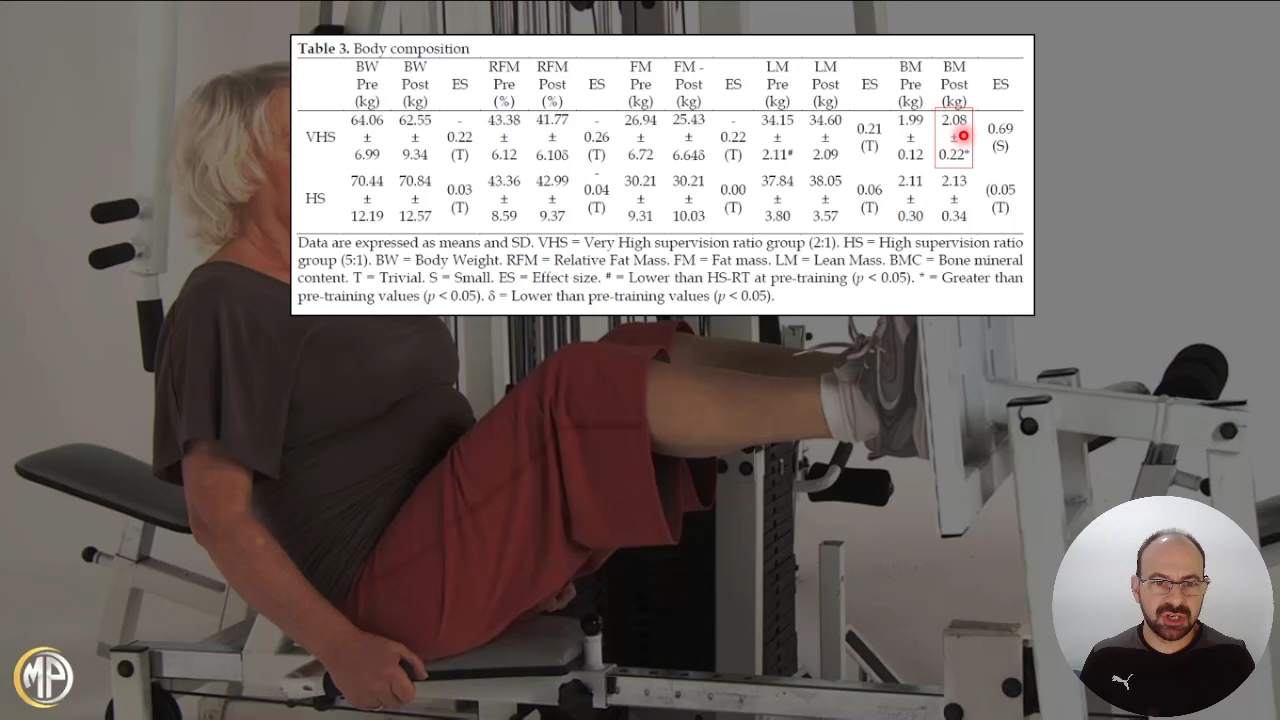 Table 3. Body composition
BW BW RFM RFM FM FM - LM LM BM BM
Pre Post ES Pre Post ES Pre Post ES Pre Post ES Pre Post ES
(kg) (kg) (%) (%) (kg) (kg) (kg) (kg) (kg) (kg)
64.06 62.55 - 43.38 41.77 - 26.94 25.43 - 34.15 34.60 1.99 2.08
VHS ± ± 0.22 ± ± 0.26 ± ± 0.22 ± ± 0.21 ± ± 0.69
6.99 9.34 (T) 6.12 6.10δ (T) 6.72 6.64δ (T) 2.11# 2.09 (T) 0.12 0.22* (S)
70.44 70.84 43.36 42.99 - 30.21 30.21 37.84 38.05 2.11 2.13
HS ± ± 0.03 ± ± 0.04 ± ± 0.00 ± ± 0.06 ± ± (0.05
12.19 12.57 (T) 8.59 9.37 (T) 9.31 10.03 (T) 3.80 3.57 (T) 0.30 0.34 (T)
Data are expressed as means and SD. VHS = Very High supervision ratio group (2:1). HS = High supervision ratio
group (5:1). BW = Body Weight. RFM = Relative Fat Mass. FM = Fat mass. LM = Lean Mass. BMC = Bone mineral
content. T = Trivial. S = Small. ES = Effect size. # = Lower than HS-RT at pre-training (p < 0.05). * = Greater than
pre-training values (p < 0.05). δ = Lower than pre-training values (p < 0.05).
MP